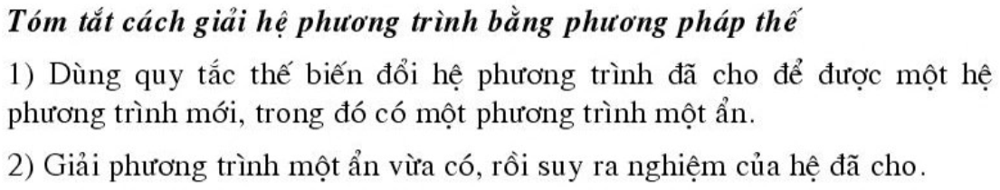 Tóm tắt cách giải hệ phương trình bằng phương pháp thế
1) Dùng quy tắc thế biến đổi hệ phương trình đã cho để được một hệ
phương trình mới, trong đó có một phương trình một ẩn.
2) Giải phương trình một ẩn vừa có, rồi suy ra nghiệm của hệ đã cho.